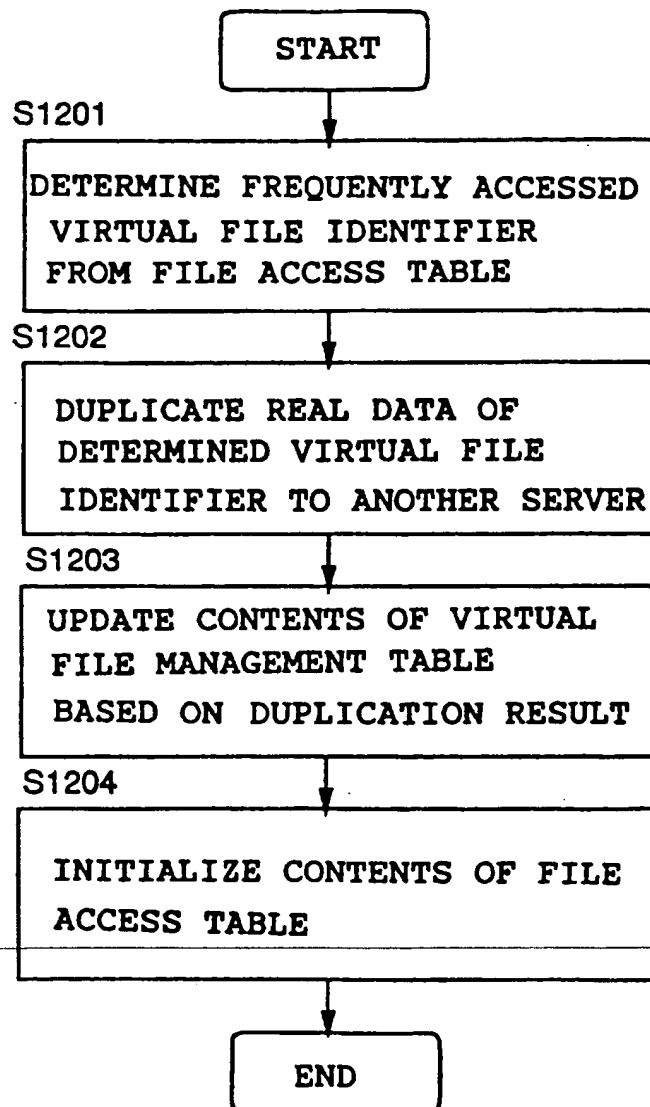 START
S1201
DETERMINE FREQUENTLY ACCESSED
VIRTUAL FILE IDENTIFIER
FROM FILE ACCESS TABLE
S1202
DUPLICATE REAL DATA OF
DETERMINED VIRTUAL FILE
IDENTIFIER TO ANOTHER SERVER
S1203
UPDATE CONTENTS OF VIRTUAL
FILE MANAGEMENT TABLE
BASED ON DUPLICATION RESULT
S1204
INITIALIZE CONTENTS OF FILE
ACCESS TABLE
END